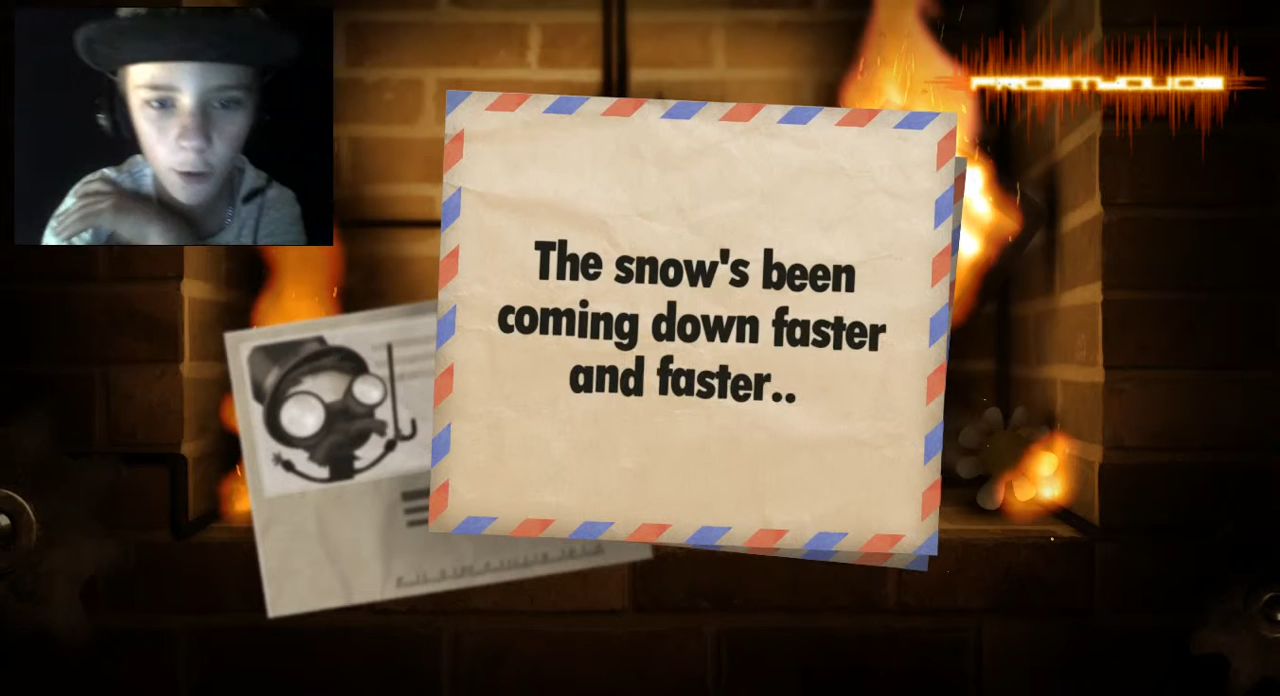 The snow's been
coming down faster
and faster..